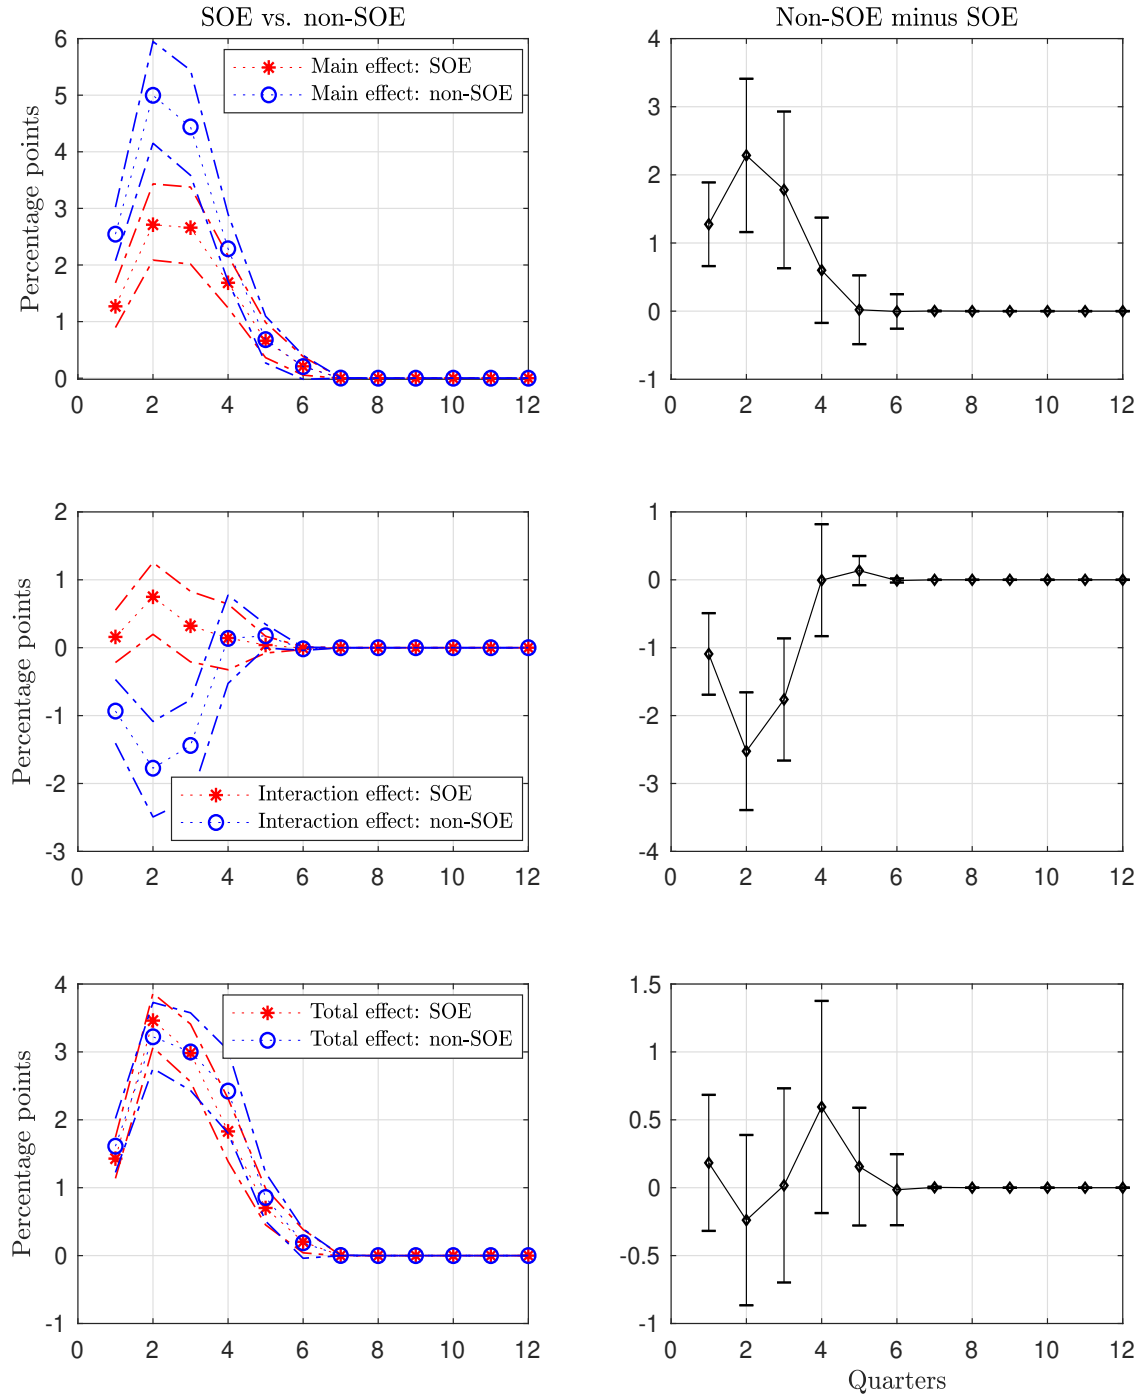 SOE vs. non-SOE
Non-SOE minus SOE
Percentage points
6
5
4
3
2
1
0
0 2 4 6 8 10 12
Main effect: SOE
Main effect: non-SOE
4
3
2
1
0
-1
0 2 4 6 8 10 12
Percentage points
2
1
0
-1
-2
-3
0 2 4 6 8 10 12
Interaction effect: SOE
Interaction effect: non-SOE
1
0
-1
-2
-3
-4
0 2 4 6 8 10 12
Percentage points
4
3
2
1
0
-1
0 2 4 6 8 10 12
Total effect: SOE
Total effect: non-SOE
1.5
1
0.5
0
-0.5
-1
0 2 4 6 8 10 12
Quarters